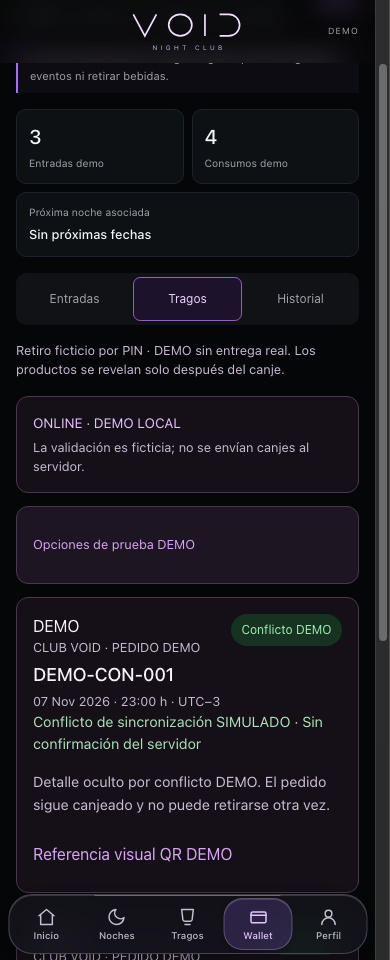 VOID
NIGHT CLUB
DEMO
eventos ni retirar bebidas.
3
Entradas demo
4
Consumos demo
Próxima noche asociada
Sin próximas fechas
Entradas
Tragos
Historial
Retiro ficticio por PIN · DEMO sin entrega real. Los
productos se revelan solo después del canje.
ONLINE · DEMO LOCAL
La validación es ficticia; no se envían canjes al
servidor.
Opciones de prueba DEMO
DEMO
Conflicto DEMO
CLUB VOID · PEDIDO DEMO
DEMO-CON-001
07 Nov 2026 · 23:00 h · UTC−3
Conflicto de sincronización SIMULADO · Sin
confirmación del servidor
Detalle oculto por conflicto DEMO. El pedido
sigue canjeado y no puede retirarse otra vez.
Referencia visual QR DEMO
Inicio
Noches
Tragos
Wallet
Perfil
CLUB VOID · PEDIDO DEMO